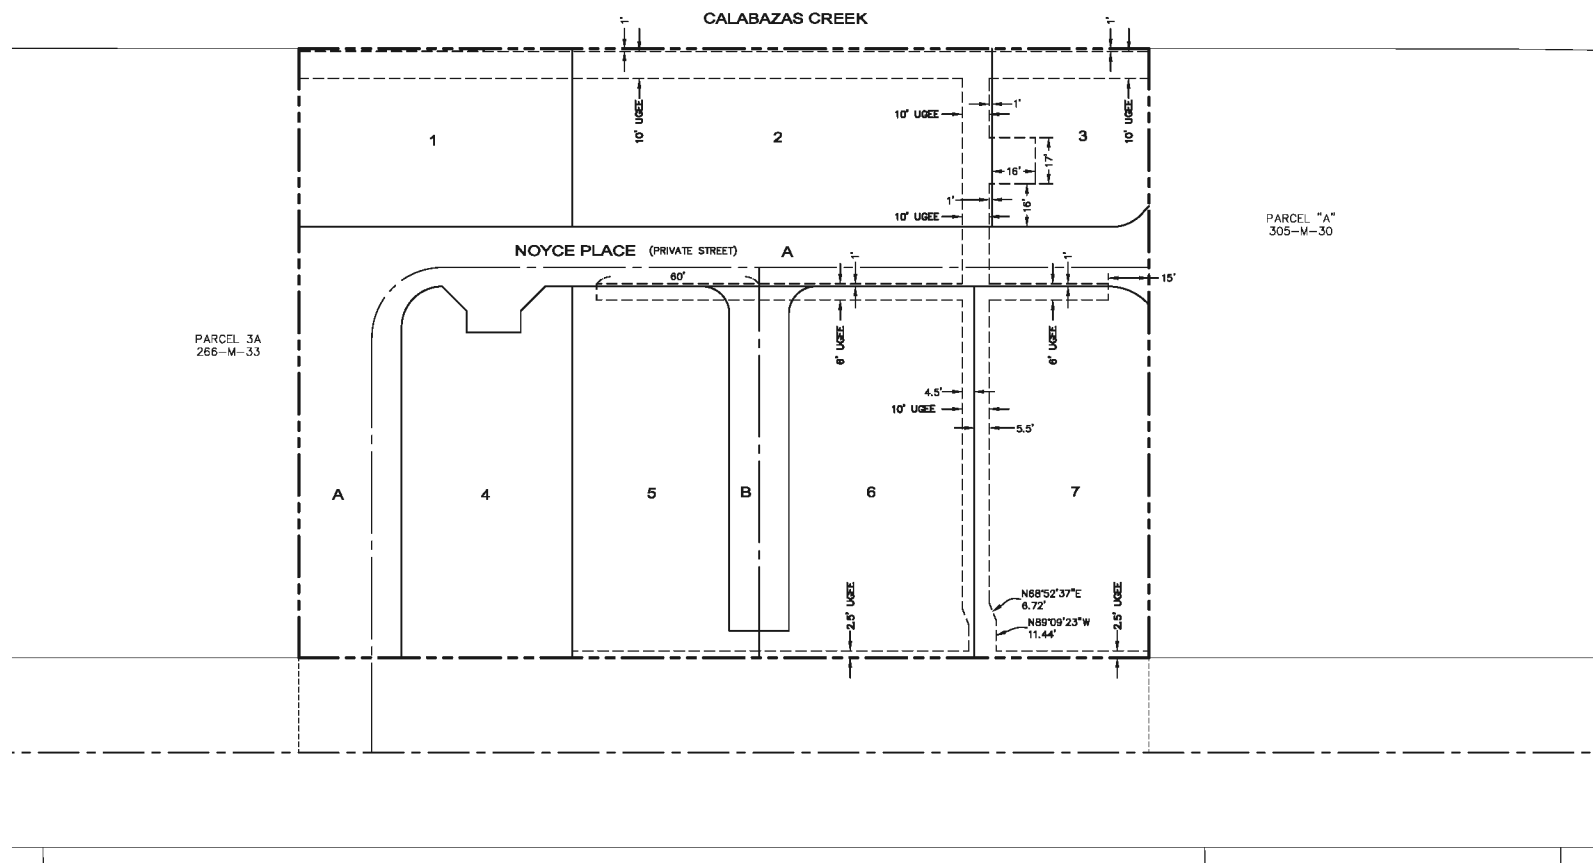 CALABAZAS CREEK
1'
1'
10' UGEE
10' UGEE
10' UGEE
1'
1
2
3
17'
16'
1'
16'
10' UGEE
PARCEL "A"
305-M-30
NOYCE PLACE (PRIVATE STREET) A
60'
1'
1'
15'
PARCEL 3A
266-M-33
6' UGEE
6' UGEE
4.5'
10' UGEE
5.5'
A
4
5
B
6
7
2.5' UGEE
N68°52'37"E
6.72'
N89°09'23"W
11.44'
2.5' UGEE